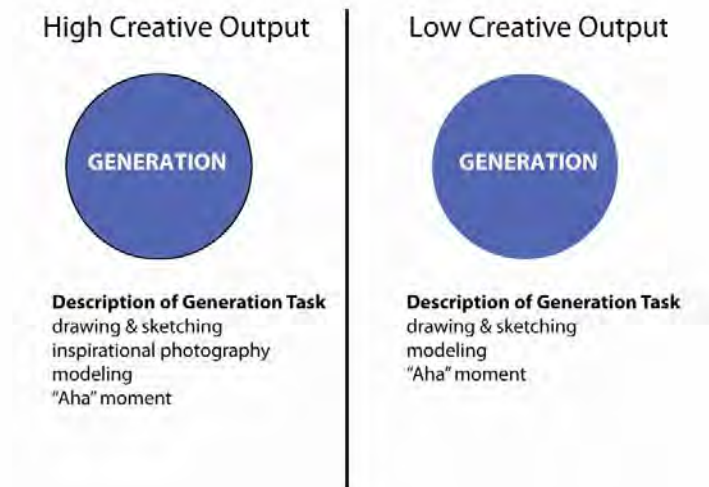 High Creative Output
GENERATION
Description of Generation Task
drawing & sketching
inspirational photography
modeling
"Aha" moment
Low Creative Output
GENERATION
Description of Generation Task
drawing & sketching
modeling
"Aha" moment